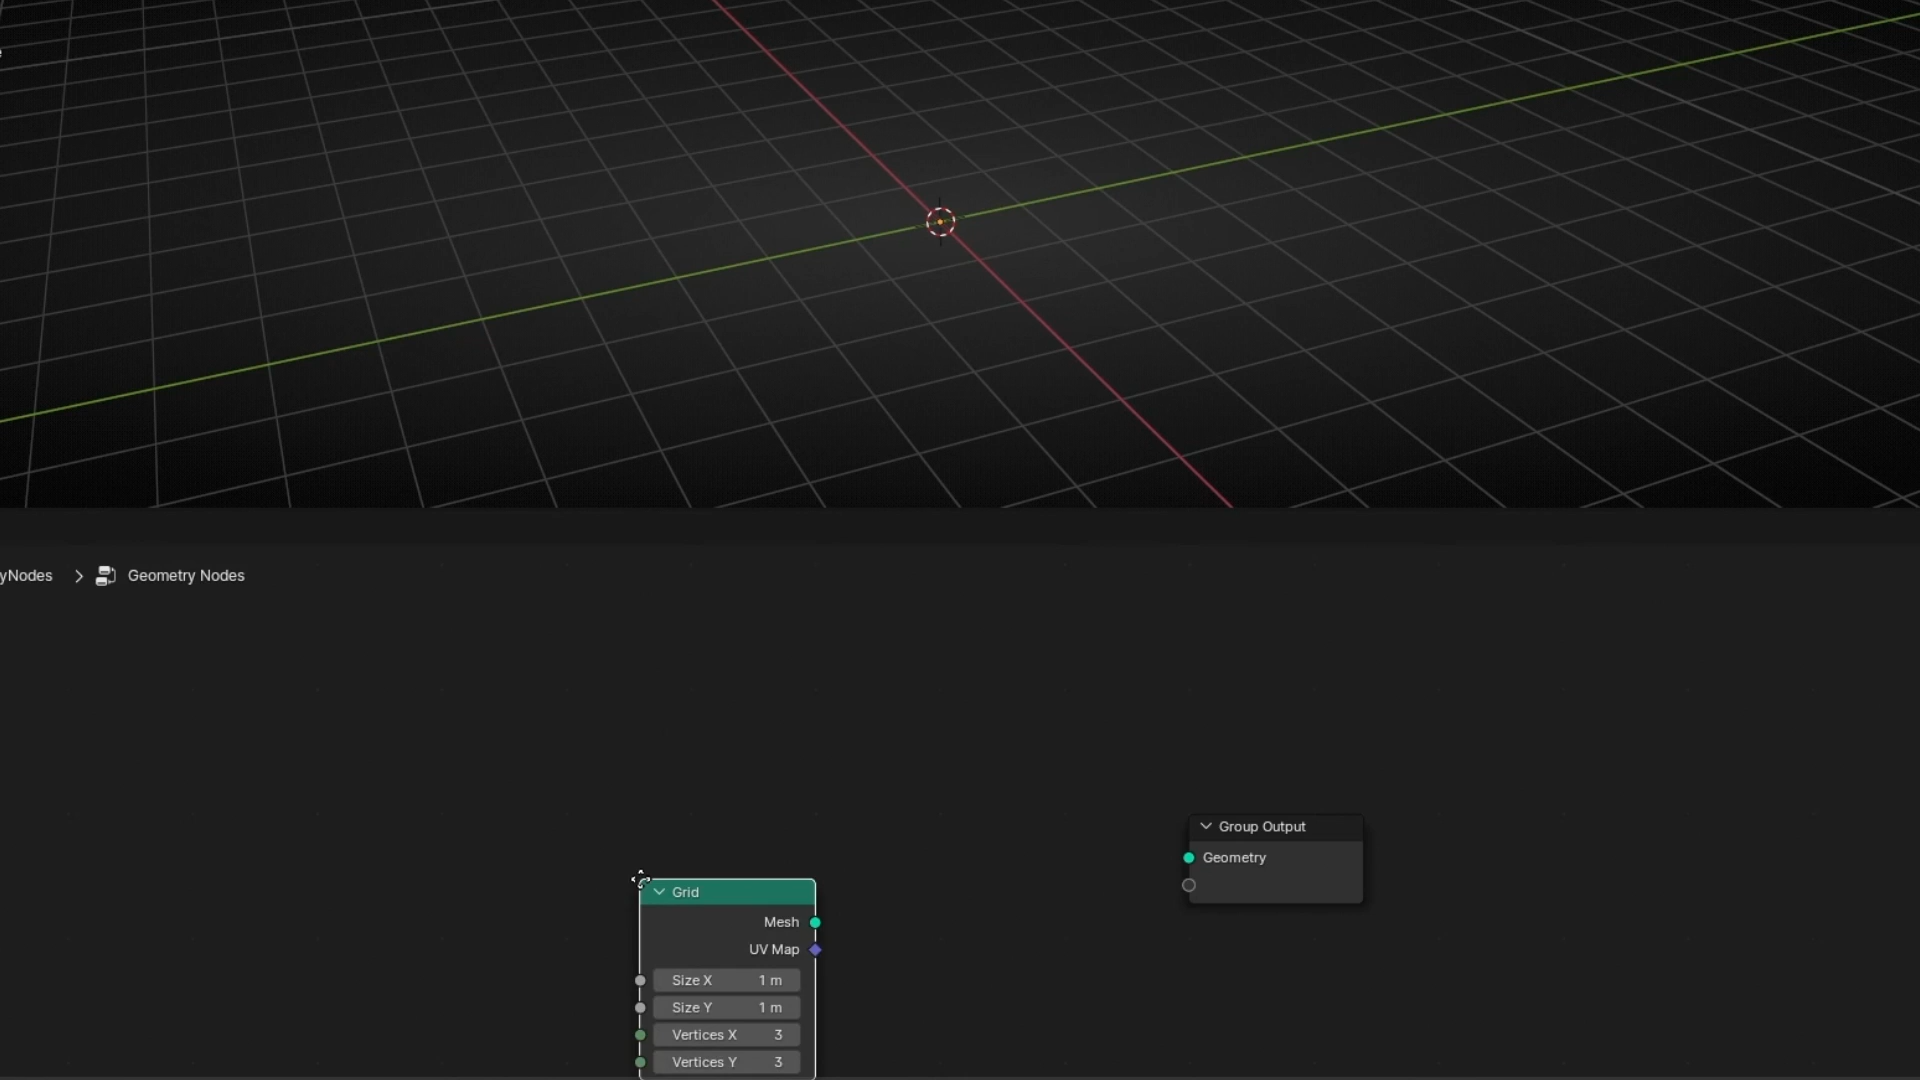 yNodes > Geometry Nodes
Group Output
Geometry
Grid
Mesh
UV Map
Size X 1 m
Size Y 1 m
Vertices X 3
Vertices Y 3